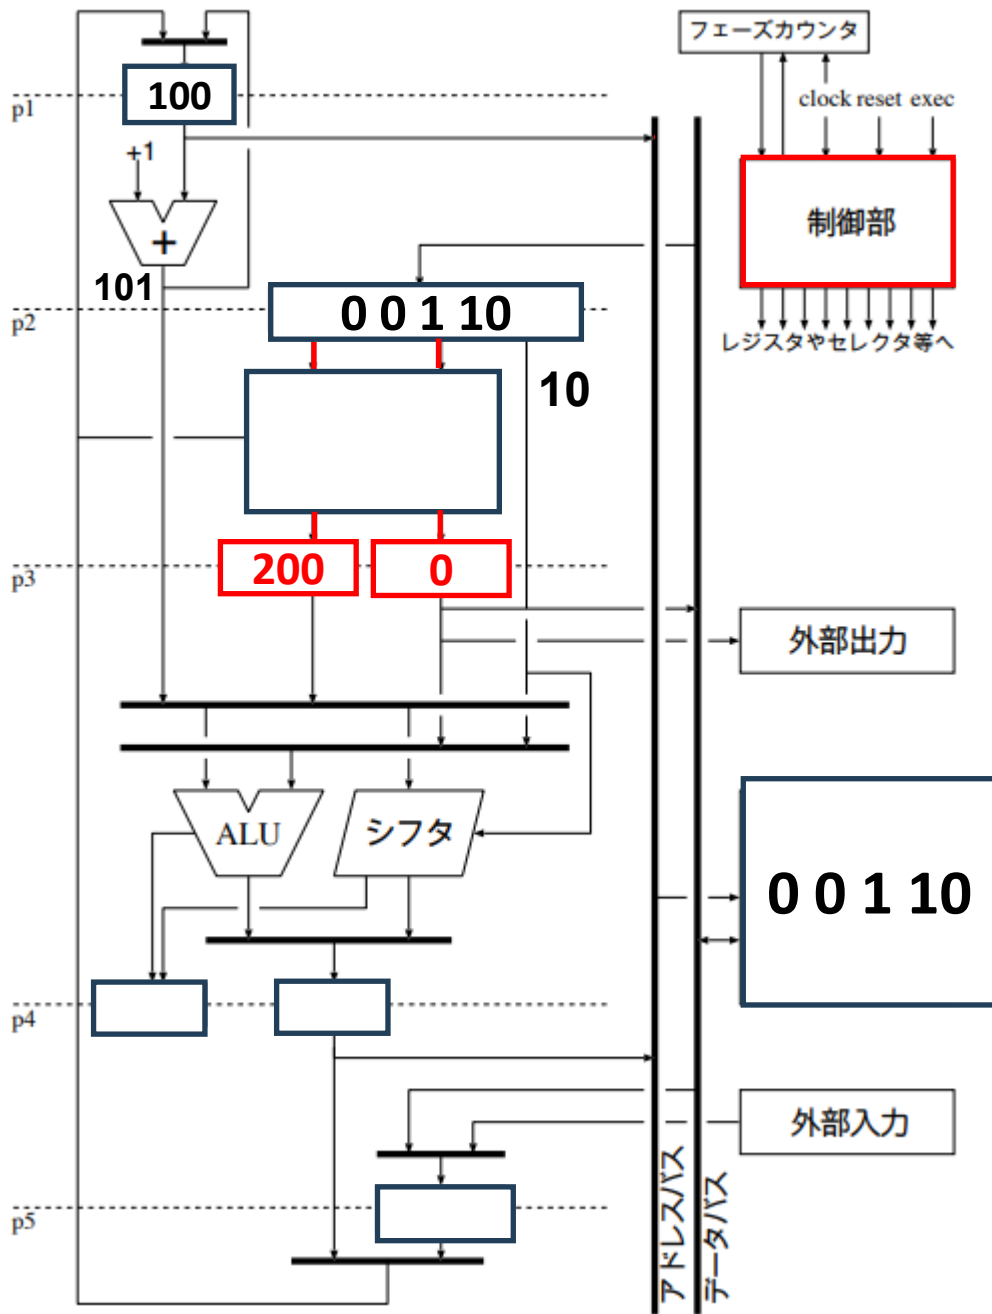 フェーズカウンタ
100
p1
clock reset exec
+1
制御部
+
101
0 0 1 10
p2
レジスタやセレクタ等へ
10
200
0
p3
外部出力
ALU
シフタ
0 0 1 10
p4
外部入力
アドレスバス
データバス
p5